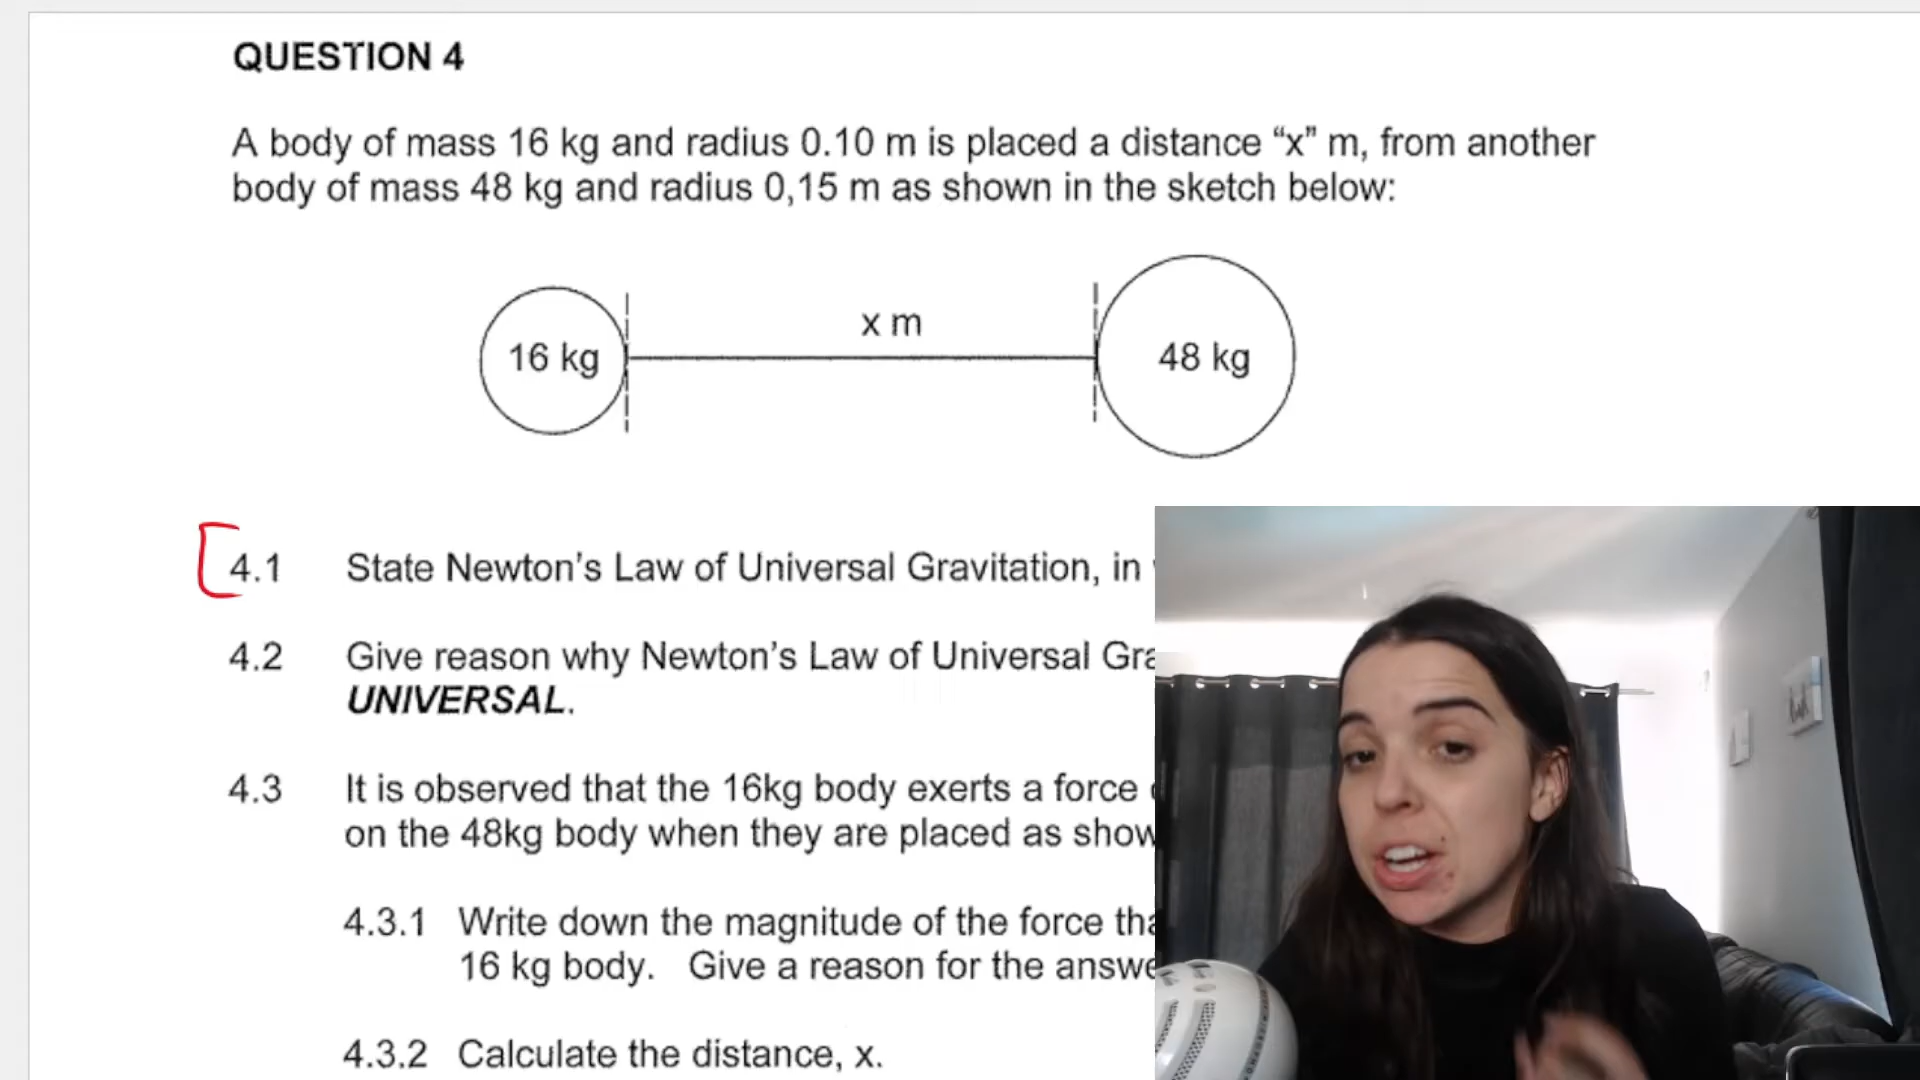 QUESTION 4
A body of mass 16 kg and radius 0.10 m is placed a distance “x” m, from another
body of mass 48 kg and radius 0,15 m as shown in the sketch below:
x m
16 kg
48 kg
4.1 State Newton’s Law of Universal Gravitation, in
4.2 Give reason why Newton’s Law of Universal
UNIVERSAL.
4.3 It is observed that the 16kg body exerts a force
on the 48kg body when they are placed as
4.3.1 Write down the magnitude of the force
16 kg body. Give a reason for the
4.3.2 Calculate the distance, x.